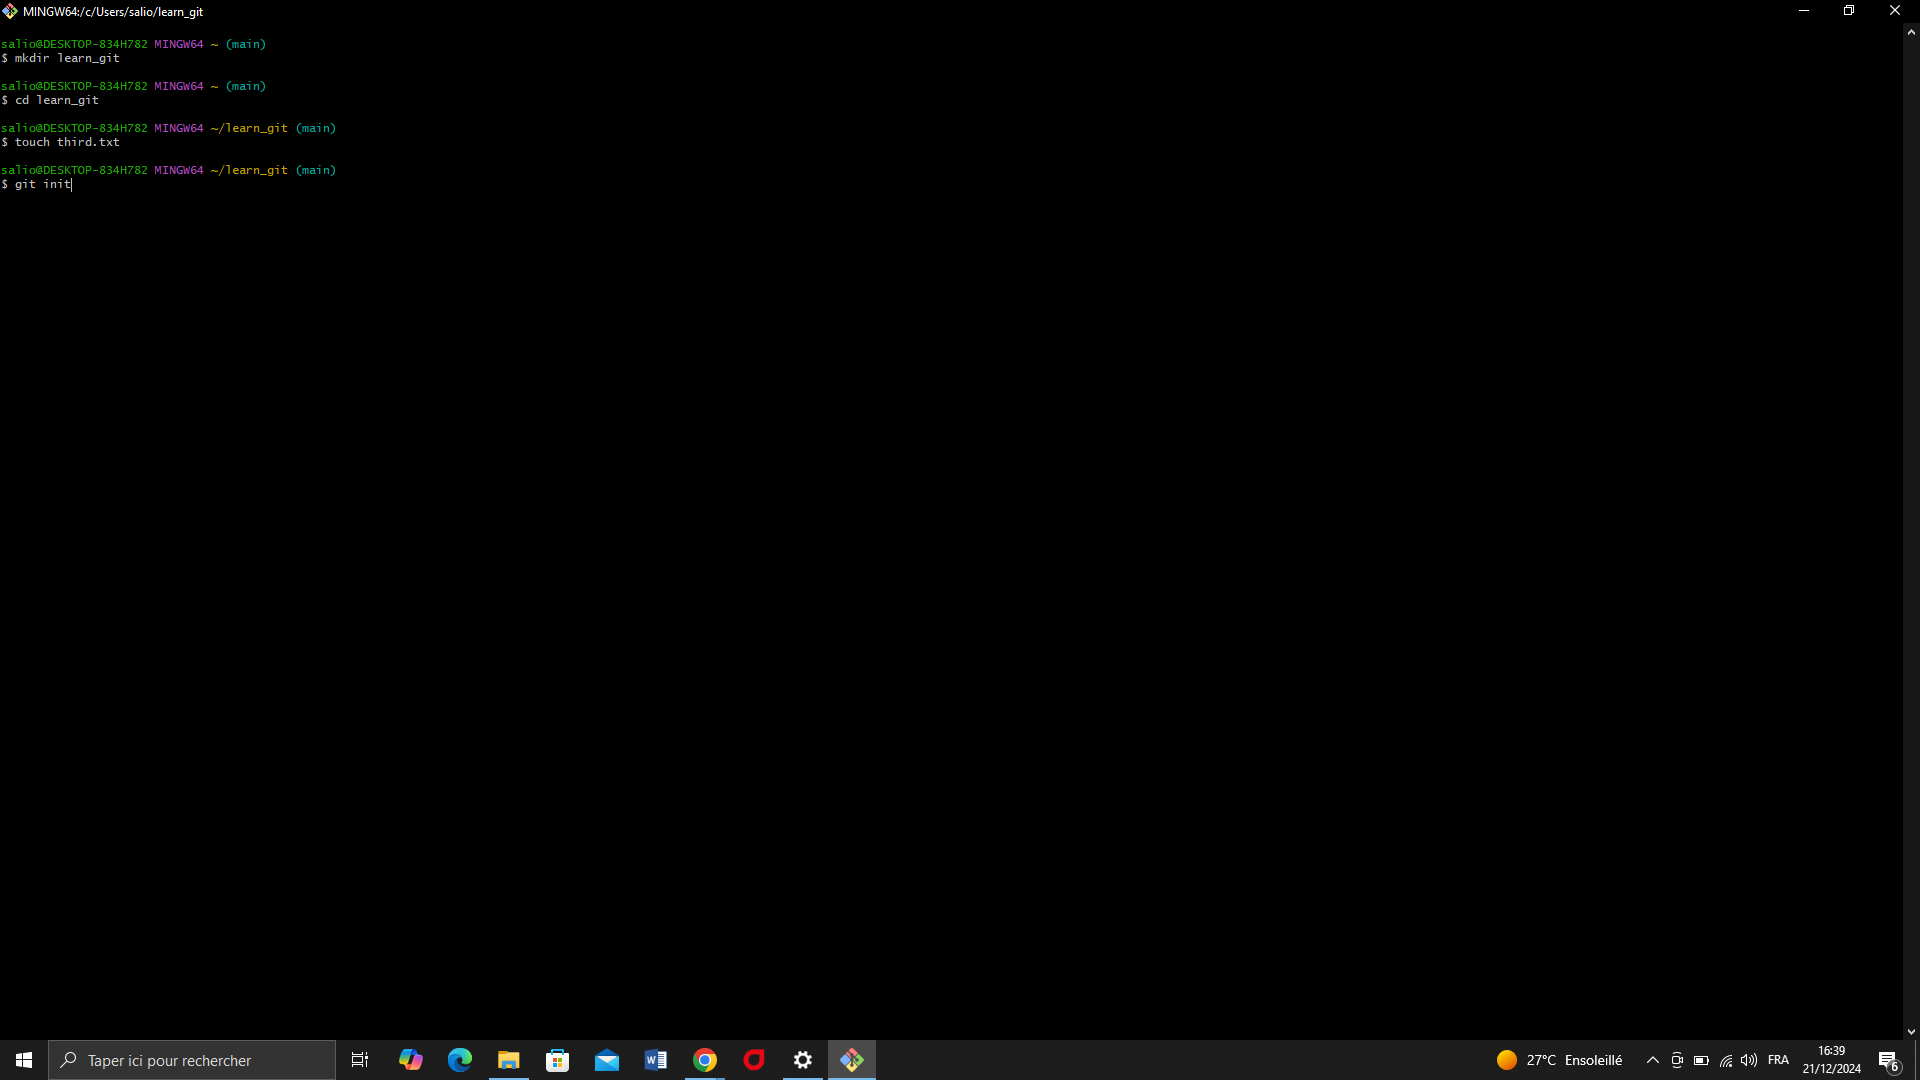 MINGW64:/c/Users/salio/learn_git
salio@DESKTOP-834H782 MINGW64 ~ (main)
$ mkdir learn_git
salio@DESKTOP-834H782 MINGW64 ~ (main)
$ cd learn_git
salio@DESKTOP-834H782 MINGW64 ~/learn_git (main)
$ touch third.txt
salio@DESKTOP-834H782 MINGW64 ~/learn_git (main)
$ git init
Taper ici pour rechercher
W
27°C Ensoleillé
FRA
16:39
21/12/2024
6